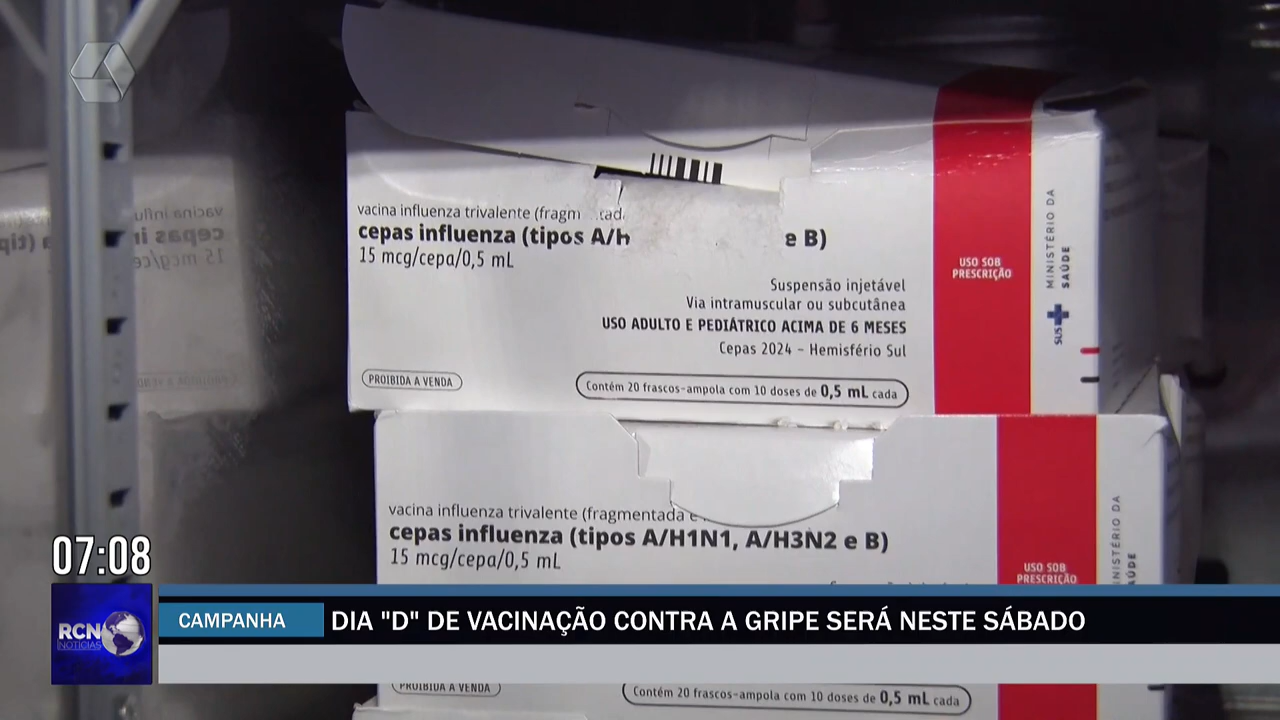 vacina influenza trivalente
cepas influenza (tipos e B)
15 mcg/cepa/0,5 mL
Suspensão injetável
Via intramuscular ou subcutânea
USO ADULTO E PEDIÁTRICO ACIMA DE 6 MESES
Cepas 2024 – Hemisfério Sul
PROIBIDA A VENDA
Contém 20 frascos-ampola com 10 doses de 0,5 mL cada
USO SOB
PRESCRIÇÃO
SUS
MINISTÉRIO DA
SAÚDE
vacina influenza trivalente (fragmentada e
cepas influenza (tipos A/H1N1, A/H3N2 e B)
15 mcg/cepa/0,5 mL
USO SOB
PRESCRIÇÃO
07:08
RCN
NOTÍCIAS
CAMPANHA
DIA "D" DE VACINAÇÃO CONTRA A GRIPE SERÁ NESTE SÁBADO
PROIBIDA A VENDA
Contém 20 frascos-ampola com 10 doses de 0,5 mL cada